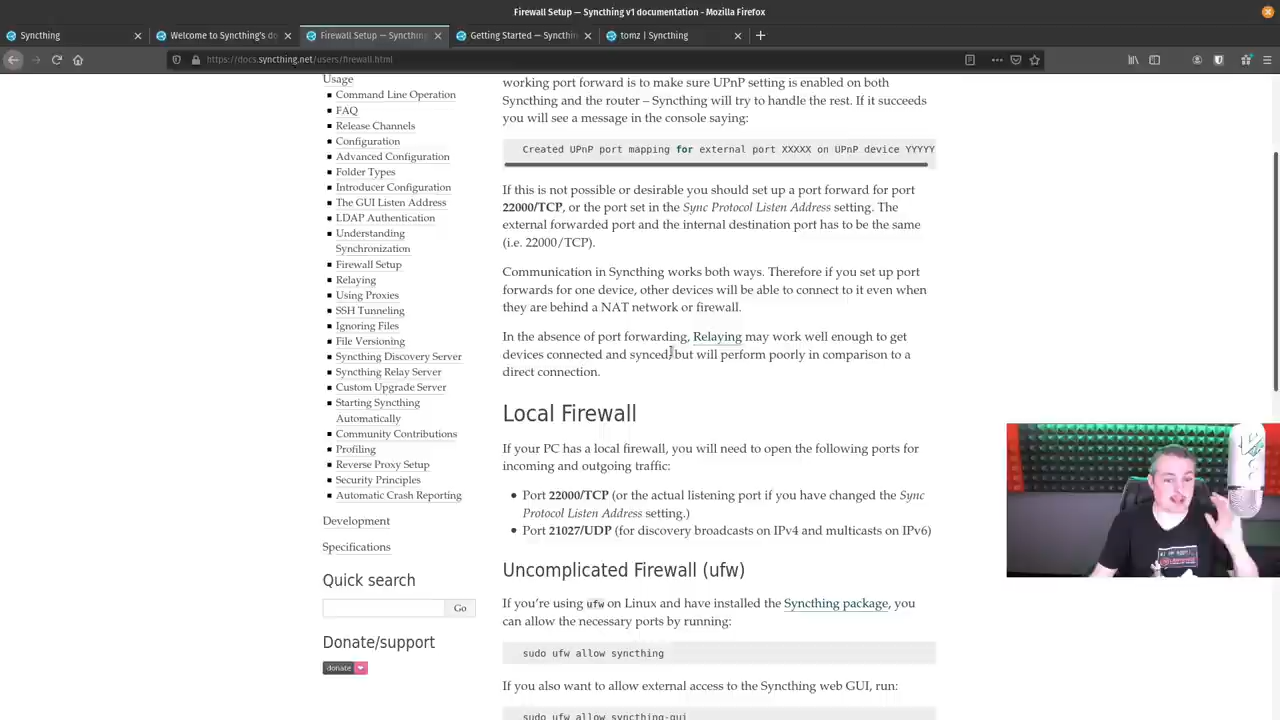 Firewall Setup — Syncthing v1 documentation - Mozilla Firefox
Syncthing
Welcome to Syncthing's do
Firewall Setup — Syncthing
Getting Started — Syncthin
tomz | Syncthing
https://docs.syncthing.net/users/firewall.html
Usage
Command Line Operation
FAQ
Release Channels
Configuration
Advanced Configuration
Folder Types
Introducer Configuration
The GUI Listen Address
LDAP Authentication
Understanding
Synchronization
Firewall Setup
Relaying
Using Proxies
SSH Tunneling
Ignoring Files
File Versioning
Syncthing Discovery Server
Syncthing Relay Server
Custom Upgrade Server
Starting Syncthing
Automatically
Community Contributions
Profiling
Reverse Proxy Setup
Security Principles
Automatic Crash Reporting
Development
Specifications
Quick search
Go
Donate/support
donate
working port forward is to make sure UPnP setting is enabled on both
Syncthing and the router – Syncthing will try to handle the rest. If it succeeds
you will see a message in the console saying:
Created UPnP port mapping for external port XXXXX on UPnP device YYYYY
If this is not possible or desirable you should set up a port forward for port
22000/TCP, or the port set in the Sync Protocol Listen Address setting. The
external forwarded port and the internal destination port has to be the same
(i.e. 22000/TCP).
Communication in Syncthing works both ways. Therefore if you set up port
forwards for one device, other devices will be able to connect to it even when
they are behind a NAT network or firewall.
In the absence of port forwarding, Relaying may work well enough to get
devices connected and synced, but will perform poorly in comparison to a
direct connection.
Local Firewall
If your PC has a local firewall, you will need to open the following ports for
incoming and outgoing traffic:
Port 22000/TCP (or the actual listening port if you have changed the Sync
Protocol Listen Address setting.)
Port 21027/UDP (for discovery broadcasts on IPv4 and multicasts on IPv6)
Uncomplicated Firewall (ufw)
If you're using ufw on Linux and have installed the Syncthing package, you
can allow the necessary ports by running:
sudo ufw allow syncthing
If you also want to allow external access to the Syncthing web GUI, run:
sudo ufw allow syncthing-gui